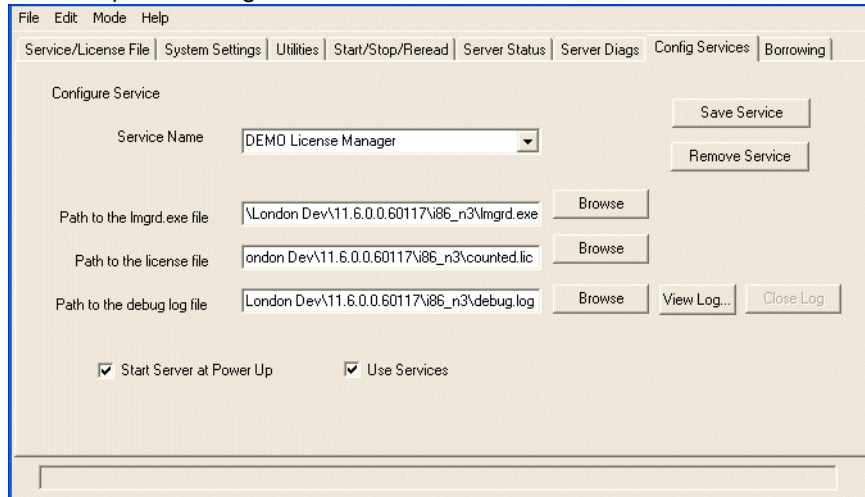 File Edit Mode Help
Service/License File System Settings Utilities Start/Stop/Reread Server Status Server Diags Config Services Borrowing
Configure Service
Save Service
Service Name DEMO License Manager
Remove Service
Path to the lmgrd.exe file \London Dev\11.6.0.0.60117\i86_n3\lmgrd.exe Browse
Path to the license file ondon Dev\11.6.0.0.60117\i86_n3\counted.lic Browse
Path to the debug log file London Dev\11.6.0.0.60117\i86_n3\debug.log Browse View Log... Close Log
Start Server at Power Up Use Services